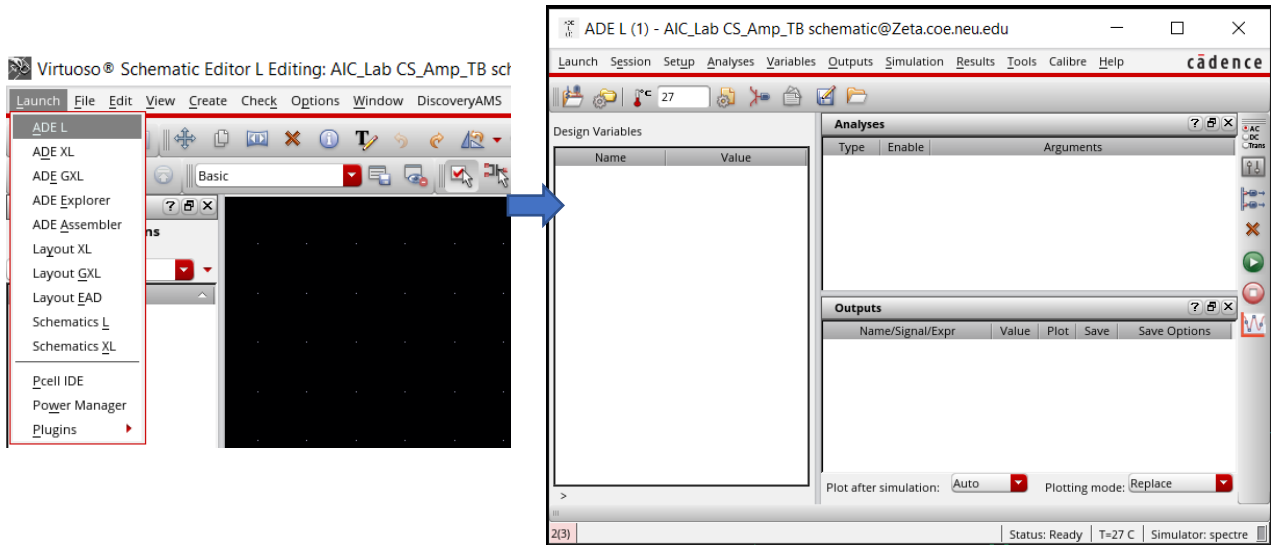 Virtuoso® Schematic Editor L Editing: AIC_Lab CS_Amp_TB sch
Launch File Edit View Create Check Options Window DiscoveryAMS
ADE L
ADE XL
ADE GXL
ADE Explorer
ADE Assembler
Layout XL
Layout GXL
Layout EAD
Schematics L
Schematics XL
Pcell IDE
Power Manager
Plugins
Basic
ns
ADE L (1) - AIC_Lab CS_Amp_TB schematic@Zeta.coe.neu.edu
Launch Session Setup Analyses Variables Outputs Simulation Results Tools Calibre Help
cādence
°C 27
Design Variables
Name Value
>
Analyses
Type Enable Arguments
AC
DC
Trans
Outputs
Name/Signal/Expr Value Plot Save Save Options
Plot after simulation: Auto Plotting mode: Replace
2(3) Status: Ready T=27 C Simulator: spectre